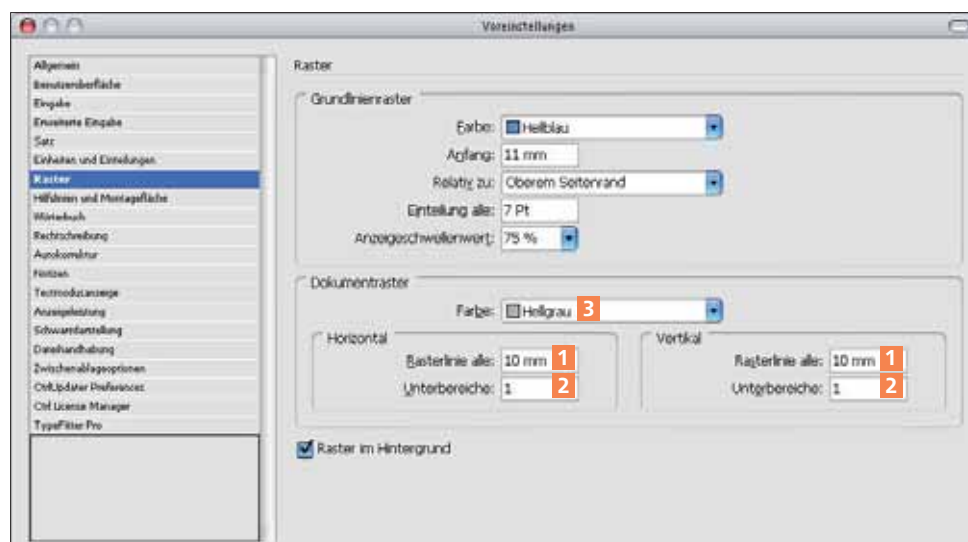 Voreinstellungen
Allgemein
Benutzeroberfläche
Eingabe
Erweiterte Eingabe
Satz
Einheiten und Einteilungen
Raster
Hilfslinien und Montagefläche
Wörterbuch
Rechtschreibung
Autokorrektur
Notizen
Textmodusanzeige
Anzeigeleistung
Schwarzdarstellung
Dateihandhabung
Zwischenablageoptionen
CtrlUpdater Preferences
Ctrl License Manager
TypeFitter Pro
Raster
Grundlinienraster
Farbe: Hellblau
Anfang: 11 mm
Relativ zu: Oberem Seitenrand
Einteilung alle: 7 Pt
Anzeigeschwellenwert: 75 %
Dokumentraster
Farbe: Hellgrau 3
Horizontal
Rasterlinie alle: 10 mm 1
Unterbereiche: 1 2
Vertikal
Rasterlinie alle: 10 mm 1
Unterbereiche: 1 2
Raster im Hintergrund